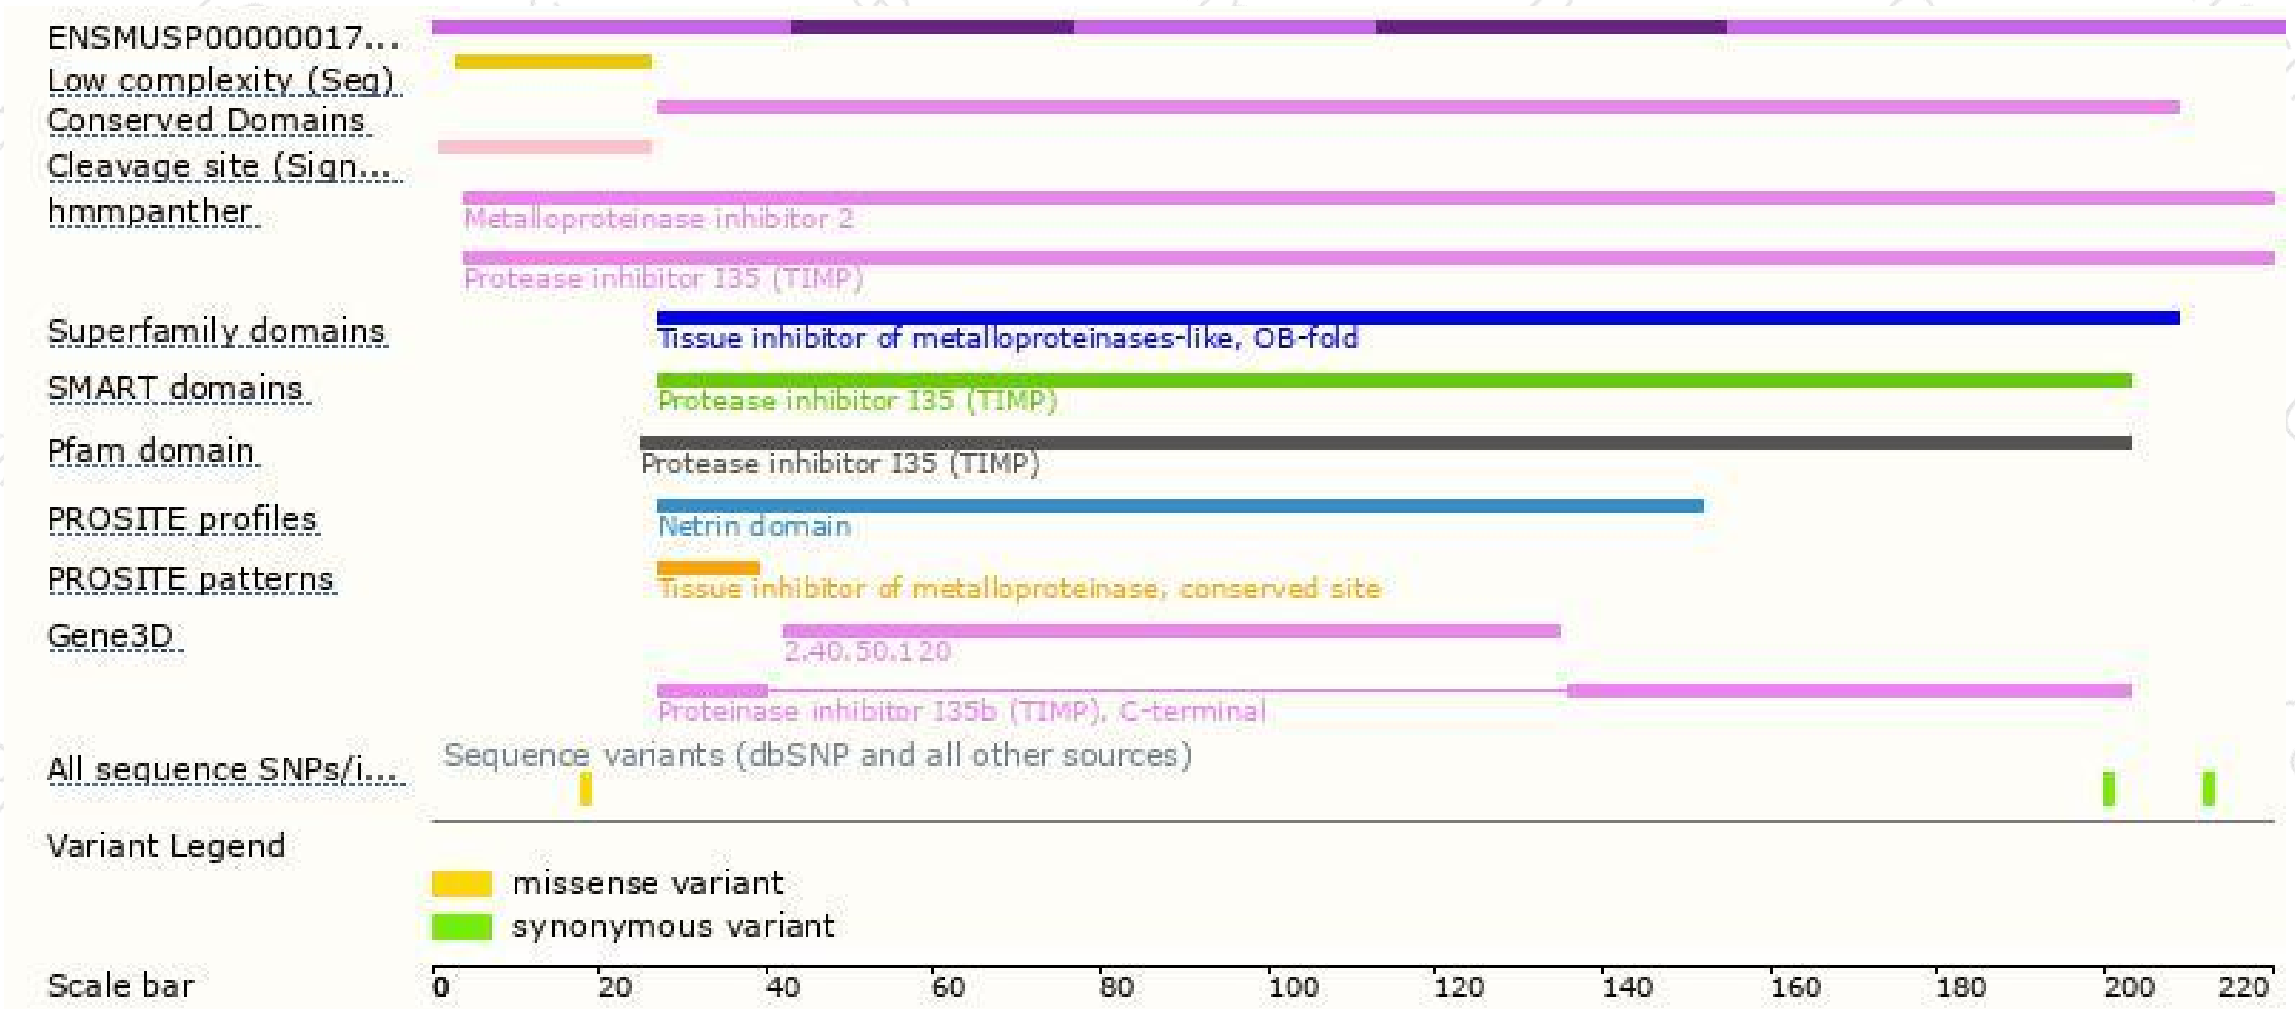 ENSMUSP00000017...
Low complexity (Seg)
Conserved Domains
Cleavage site (Sign...
hmmpanther
Metalloproteinase inhibitor 2
Protease inhibitor I35 (TIMP)
Superfamily domains
Tissue inhibitor of metalloproteinases-like, OB-fold
SMART domains
Protease inhibitor I35 (TIMP)
Pfam domain
Protease inhibitor I35 (TIMP)
PROSITE profiles
Netrin domain
PROSITE patterns
Tissue inhibitor of metalloproteinase, conserved site
Gene3D
2.40.50.120
Proteinase inhibitor I35b (TIMP), C-terminal
Sequence variants (dbSNP and all other sources)
All sequence SNPs/i...
Variant Legend
missense variant
synonymous variant
Scale bar 0 20 40 60 80 100 120 140 160 180 200 220